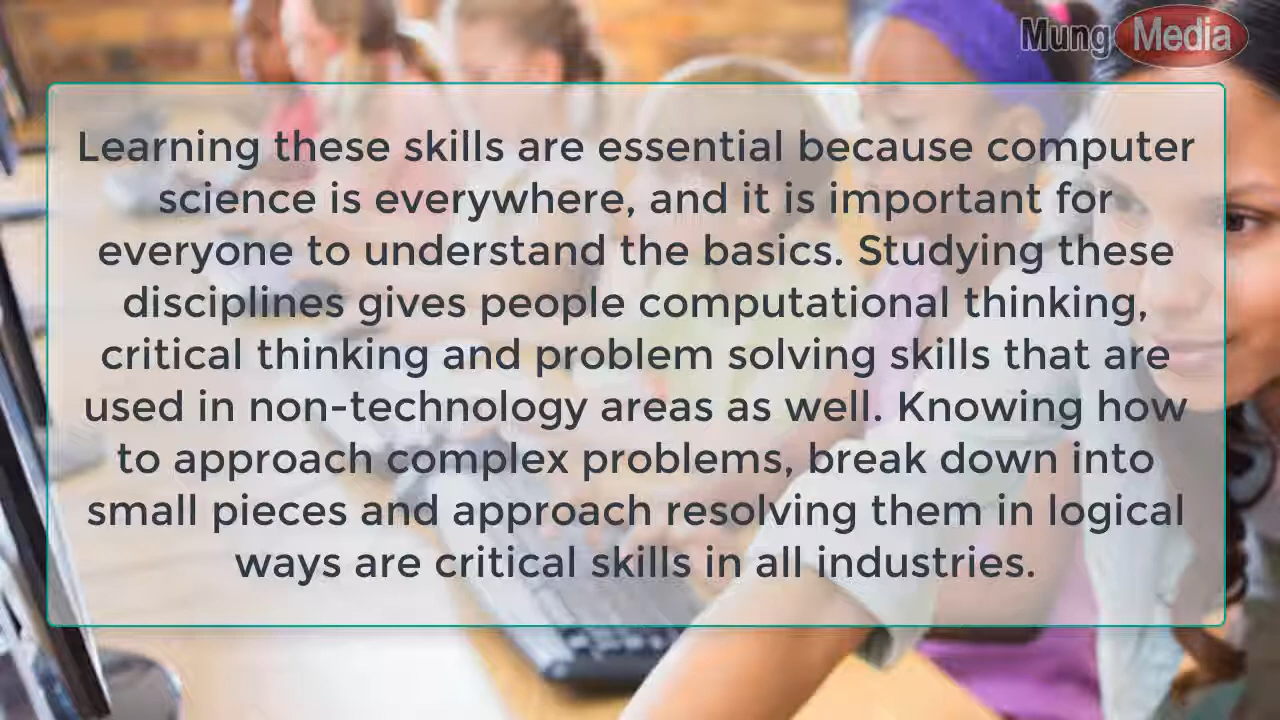 Mung Media
Learning these skills are essential because computer
science is everywhere, and it is important for
everyone to understand the basics. Studying these
disciplines gives people computational thinking,
critical thinking and problem solving skills that are
used in non-technology areas as well. Knowing how
to approach complex problems, break down into
small pieces and approach resolving them in logical
ways are critical skills in all industries.